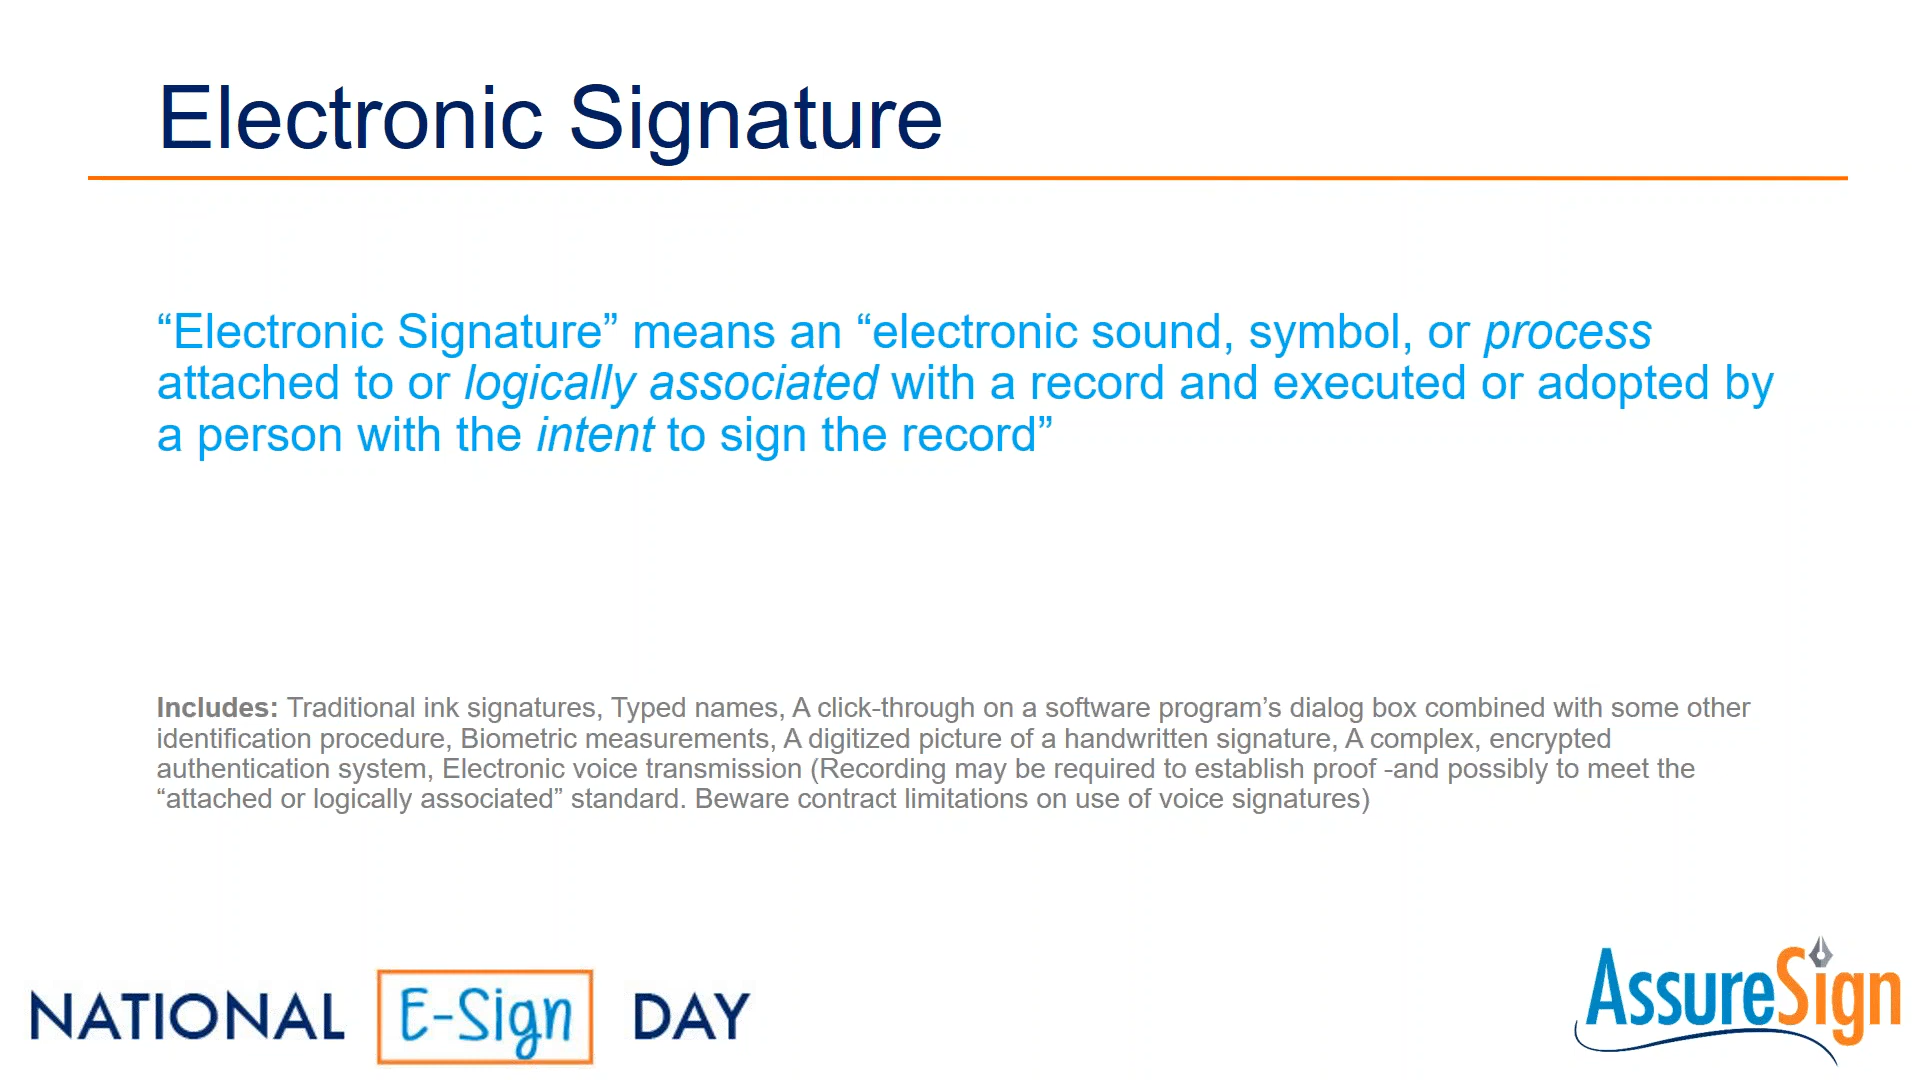 Electronic Signature
“Electronic Signature” means an “electronic sound, symbol, or process
attached to or logically associated with a record and executed or adopted by
a person with the intent to sign the record”
Includes: Traditional ink signatures, Typed names, A click-through on a software program’s dialog box combined with some other
identification procedure, Biometric measurements, A digitized picture of a handwritten signature, A complex, encrypted
authentication system, Electronic voice transmission (Recording may be required to establish proof -and possibly to meet the
“attached or logically associated” standard. Beware contract limitations on use of voice signatures)
NATIONAL E-Sign DAY
AssureSign